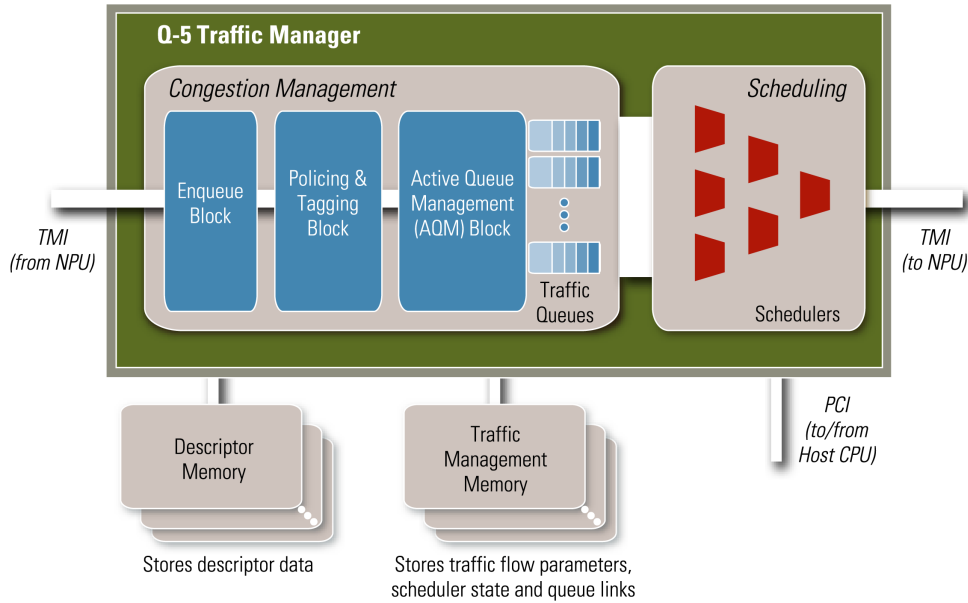 Q-5 Traffic Manager
Congestion Management
Scheduling
Enqueue
Block
Policing &
Tagging
Block
Active Queue
Management
(AQM) Block
TMI
(from NPU)
TMI
(to NPU)
Traffic
Queues
Schedulers
Descriptor
Memory
Traffic
Management
Memory
PCI
(to/from
Host CPU)
Stores descriptor data
Stores traffic flow parameters,
scheduler state and queue links